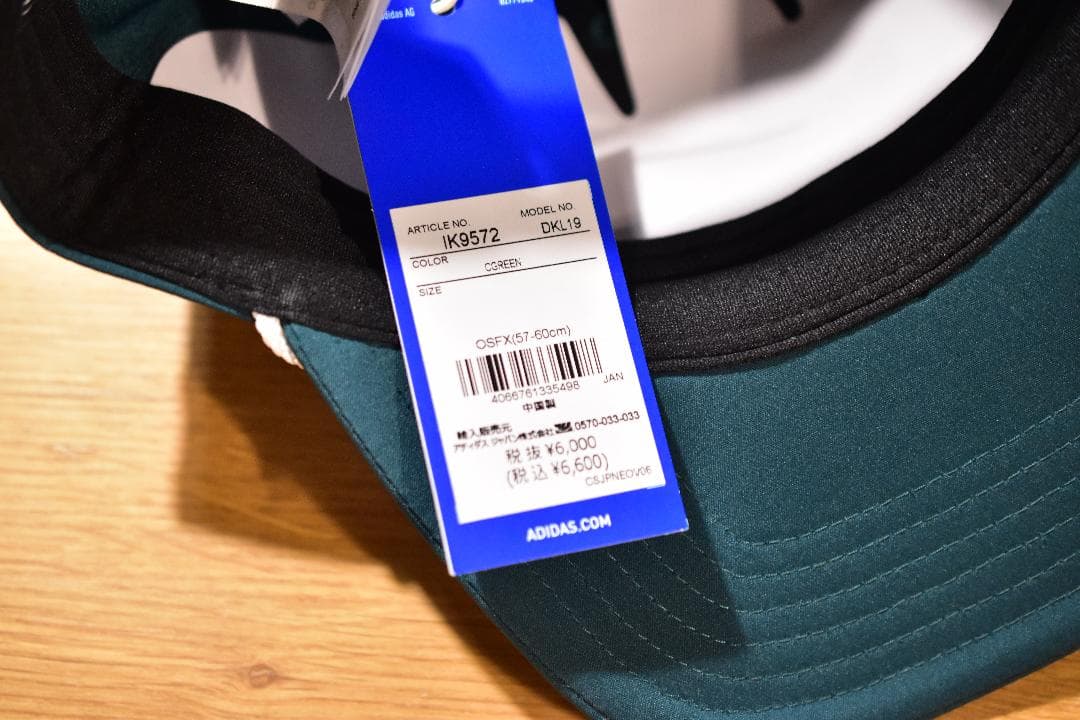 adidas AG
ARTICLE NO.
MODEL NO.
IK9572
DKL19
COLOR
CGREEN
SIZE
OSFX(57-60cm)
4066761335498
JAN
中国製
輸入販売元
アディダス ジャパン株式会社 0570-033-033
税抜 ¥6,000
(税込 ¥6,600)
CSJPNEOV06
ADIDAS.COM